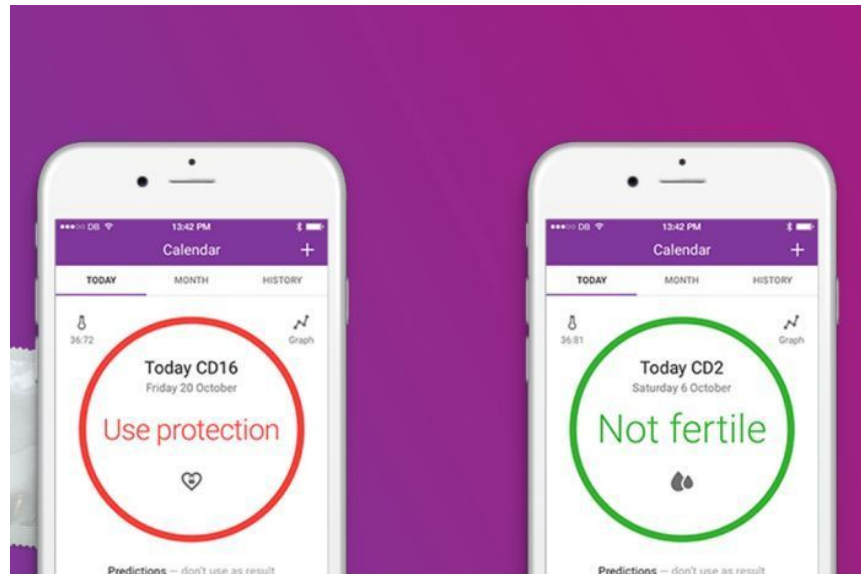 DB 13:42 PM
Calendar +
TODAY MONTH HISTORY
36:72 Graph
Today CD16
Friday 20 October
Use protection
Predictions — don't use as result
DB 13:42 PM
Calendar +
TODAY MONTH HISTORY
36:81 Graph
Today CD2
Saturday 6 October
Not fertile
Predictions — don't use as result